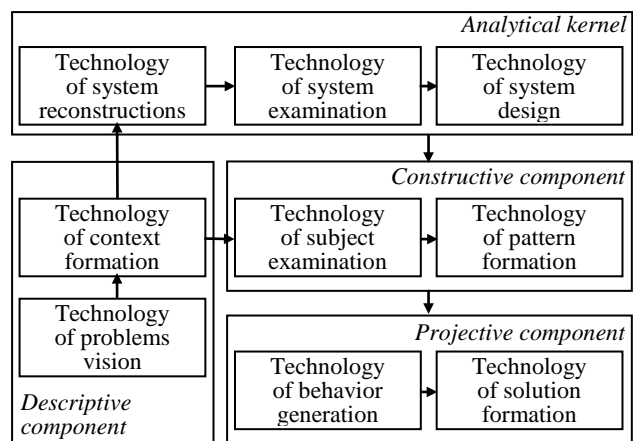 Analytical kernel
Technology
of system
reconstructions
Technology
of system
examination
Technology
of system
design
Constructive component
Technology
of context
formation
Technology
of subject
examination
Technology
of pattern
formation
Technology
of problems
vision
Descriptive
component
Projective component
Technology
of behavior
generation
Technology
of solution
formation